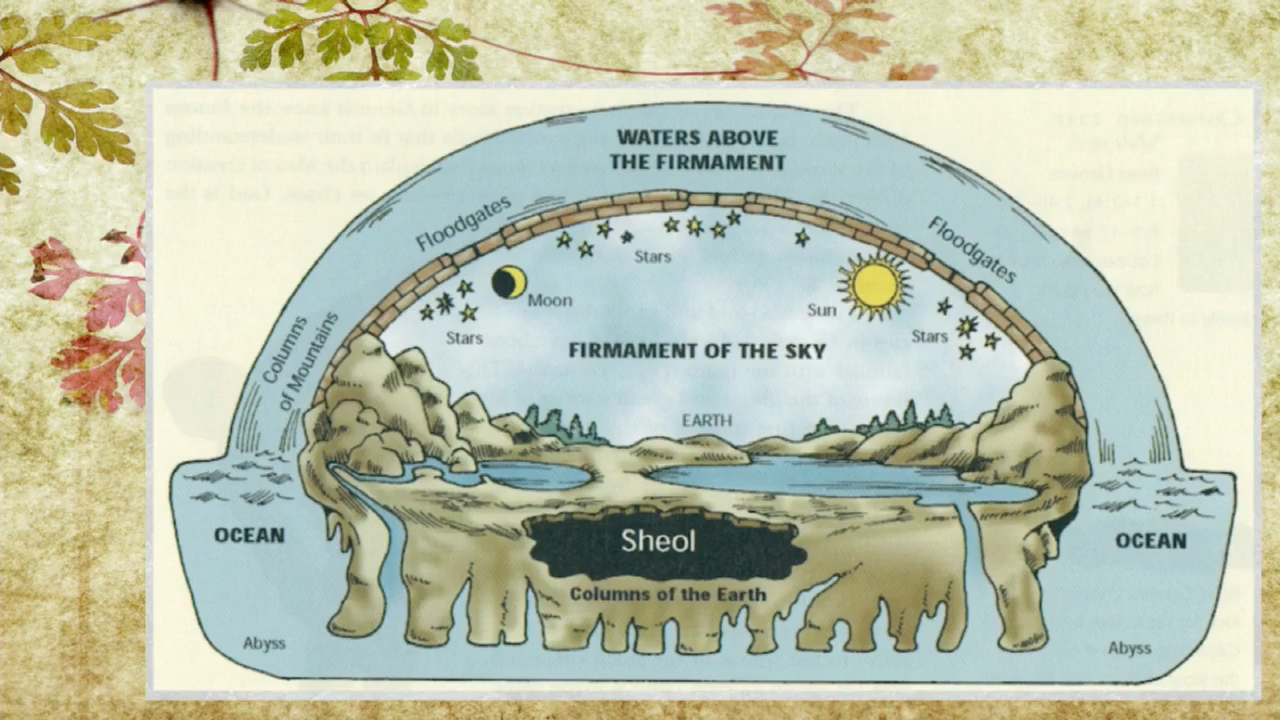 WATERS ABOVE
THE FIRMAMENT
Floodgates
Floodgates
Stars
Moon
Sun
Stars
Stars
Columns
of Mountains
FIRMAMENT OF THE SKY
EARTH
OCEAN
Sheol
OCEAN
Columns of the Earth
Abyss
Abyss